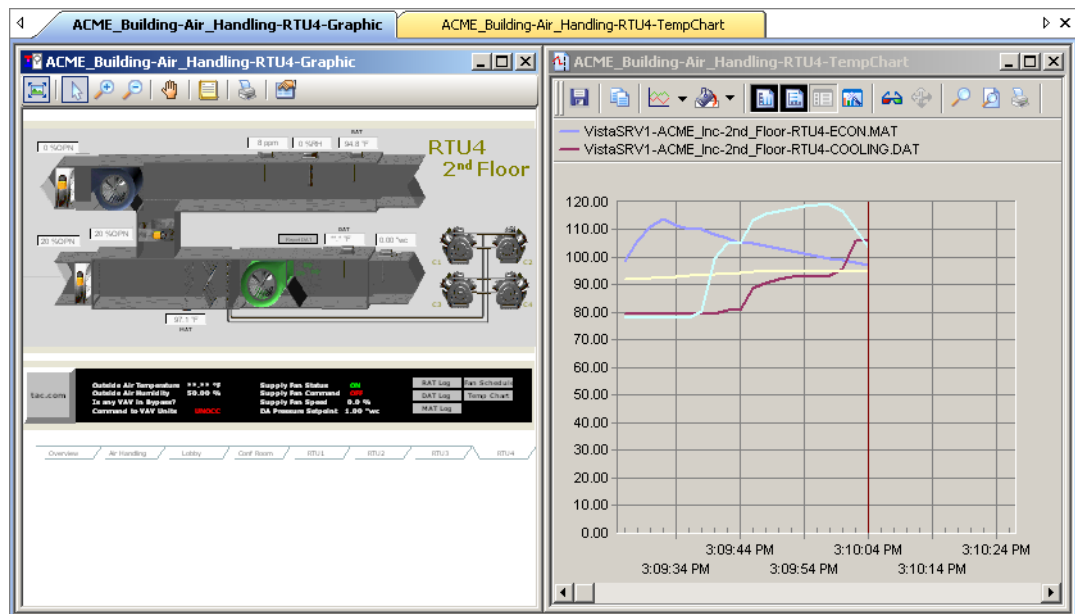 ACME_Building-Air_Handling-RTU4-Graphic
ACME_Building-Air_Handling-RTU4-TempChart
ACME_Building-Air_Handling-RTU4-Graphic
0 %OPN
0 ppm
0 %RH
RAT
94.8 °F
RTU4
2nd Floor
20 %OPN
20 %OPN
DAT
**.* °F
0.00 "wc
C1
C2
C3
C4
97.1 °F
MAT
tac.com
Outside Air Temperature **.** °F
Outside Air Humidity 50.00 %
Is any VAV in Bypass?
Command to VAV Units UNOCC
Supply Fan Status ON
Supply Fan Command OFF
Supply Fan Speed 0.0 %
DA Pressure Setpoint 1.00 "wc
RAT Log
Fan Schedule
DAT Log
Temp Chart
MAT Log
Overview
Air Handling
Lobby
Conf Room
RTU1
RTU2
RTU3
RTU4
ACME_Building-Air_Handling-RTU4-TempChart
VistaSRV1-ACME_Inc-2nd_Floor-RTU4-ECON.MAT
VistaSRV1-ACME_Inc-2nd_Floor-RTU4-COOLING.DAT
120.00
110.00
100.00
90.00
80.00
70.00
60.00
50.00
40.00
30.00
20.00
10.00
0.00
3:09:44 PM
3:10:04 PM
3:10:24 PM
3:09:34 PM
3:09:54 PM
3:10:14 PM